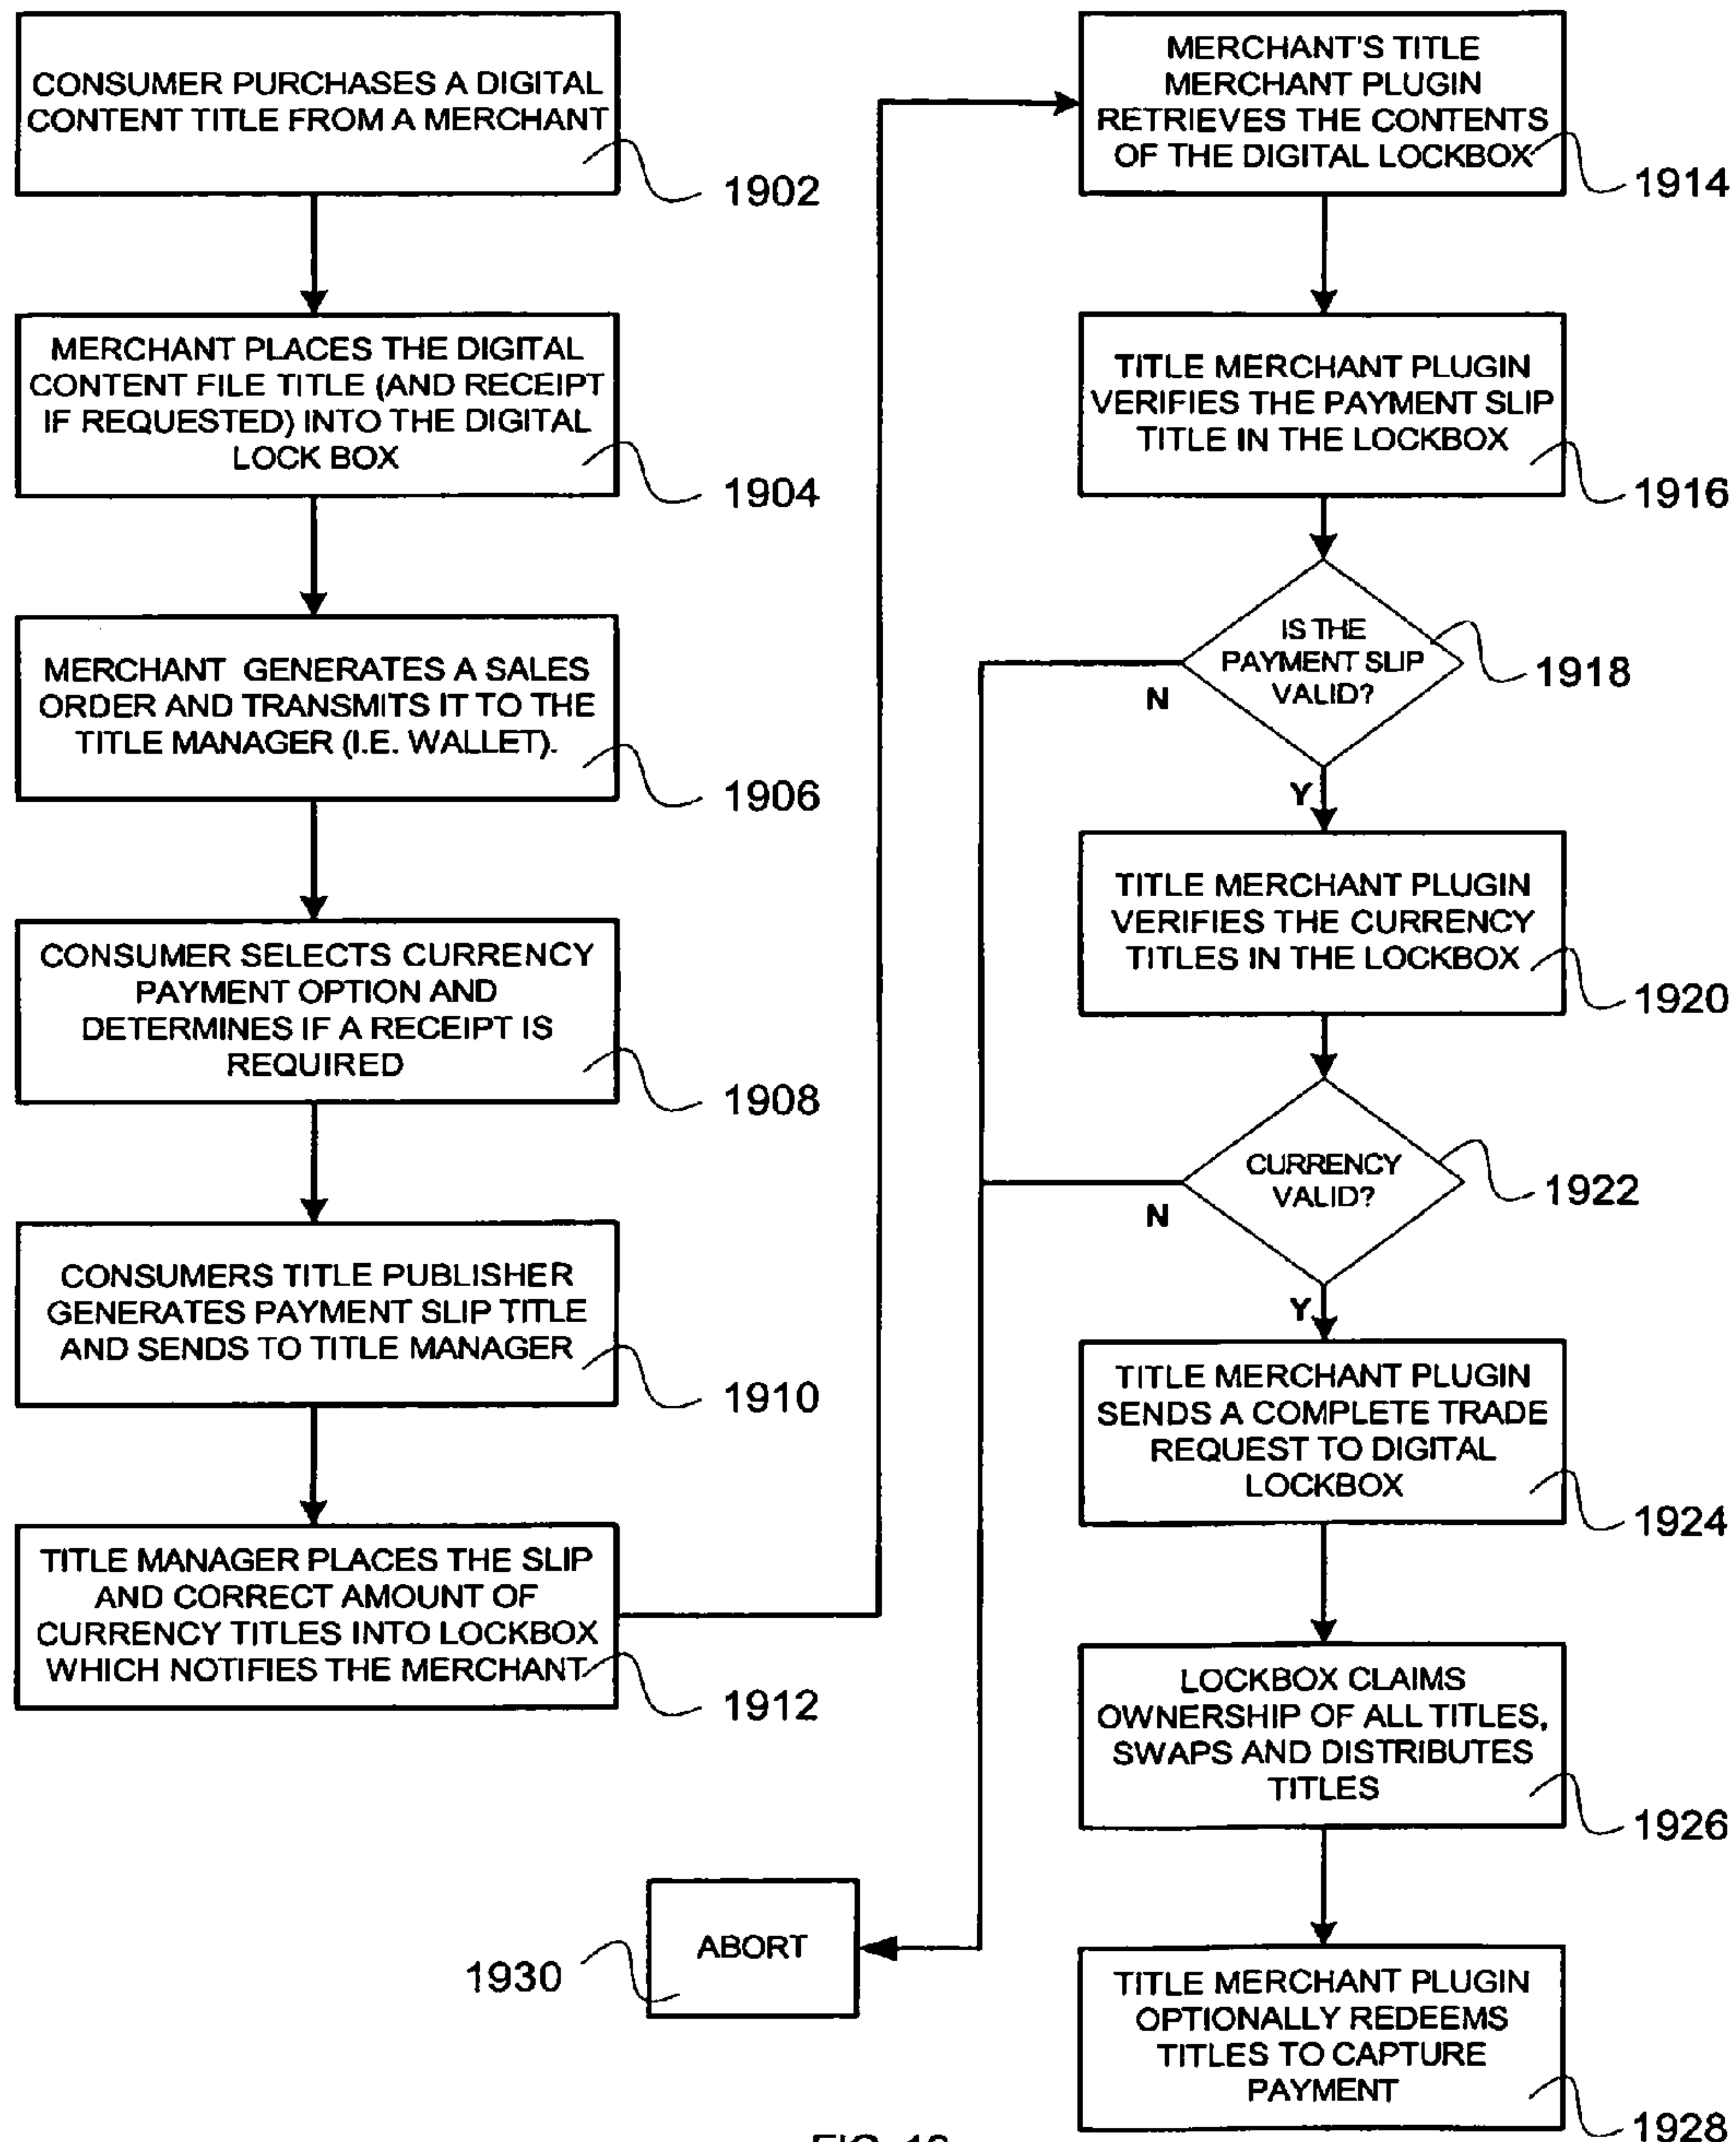 CONSUMER PURCHASES A DIGITAL
CONTENT TITLE FROM A MERCHANT
1902
MERCHANT PLACES THE DIGITAL
CONTENT FILE TITLE (AND RECEIPT
IF REQUESTED) INTO THE DIGITAL
LOCK BOX
1904
MERCHANT GENERATES A SALES
ORDER AND TRANSMITS IT TO THE
TITLE MANAGER (I.E. WALLET).
1906
CONSUMER SELECTS CURRENCY
PAYMENT OPTION AND
DETERMINES IF A RECEIPT IS
REQUIRED
1908
CONSUMERS TITLE PUBLISHER
GENERATES PAYMENT SLIP TITLE
AND SENDS TO TITLE MANAGER
1910
TITLE MANAGER PLACES THE SLIP
AND CORRECT AMOUNT OF
CURRENCY TITLES INTO LOCKBOX
WHICH NOTIFIES THE MERCHANT
1912
MERCHANT'S TITLE
MERCHANT PLUGIN
RETRIEVES THE CONTENTS
OF THE DIGITAL LOCKBOX
1914
TITLE MERCHANT PLUGIN
VERIFIES THE PAYMENT SLIP
TITLE IN THE LOCKBOX
1916
IS THE
PAYMENT SLIP
VALID?
1918
N
Y
TITLE MERCHANT PLUGIN
VERIFIES THE CURRENCY
TITLES IN THE LOCKBOX
1920
CURRENCY
VALID?
1922
N
Y
TITLE MERCHANT PLUGIN
SENDS A COMPLETE TRADE
REQUEST TO DIGITAL
LOCKBOX
1924
LOCKBOX CLAIMS
OWNERSHIP OF ALL TITLES,
SWAPS AND DISTRIBUTES
TITLES
1926
ABORT
1930
TITLE MERCHANT PLUGIN
OPTIONALLY REDEEMS
TITLES TO CAPTURE
PAYMENT
1928
FIG.